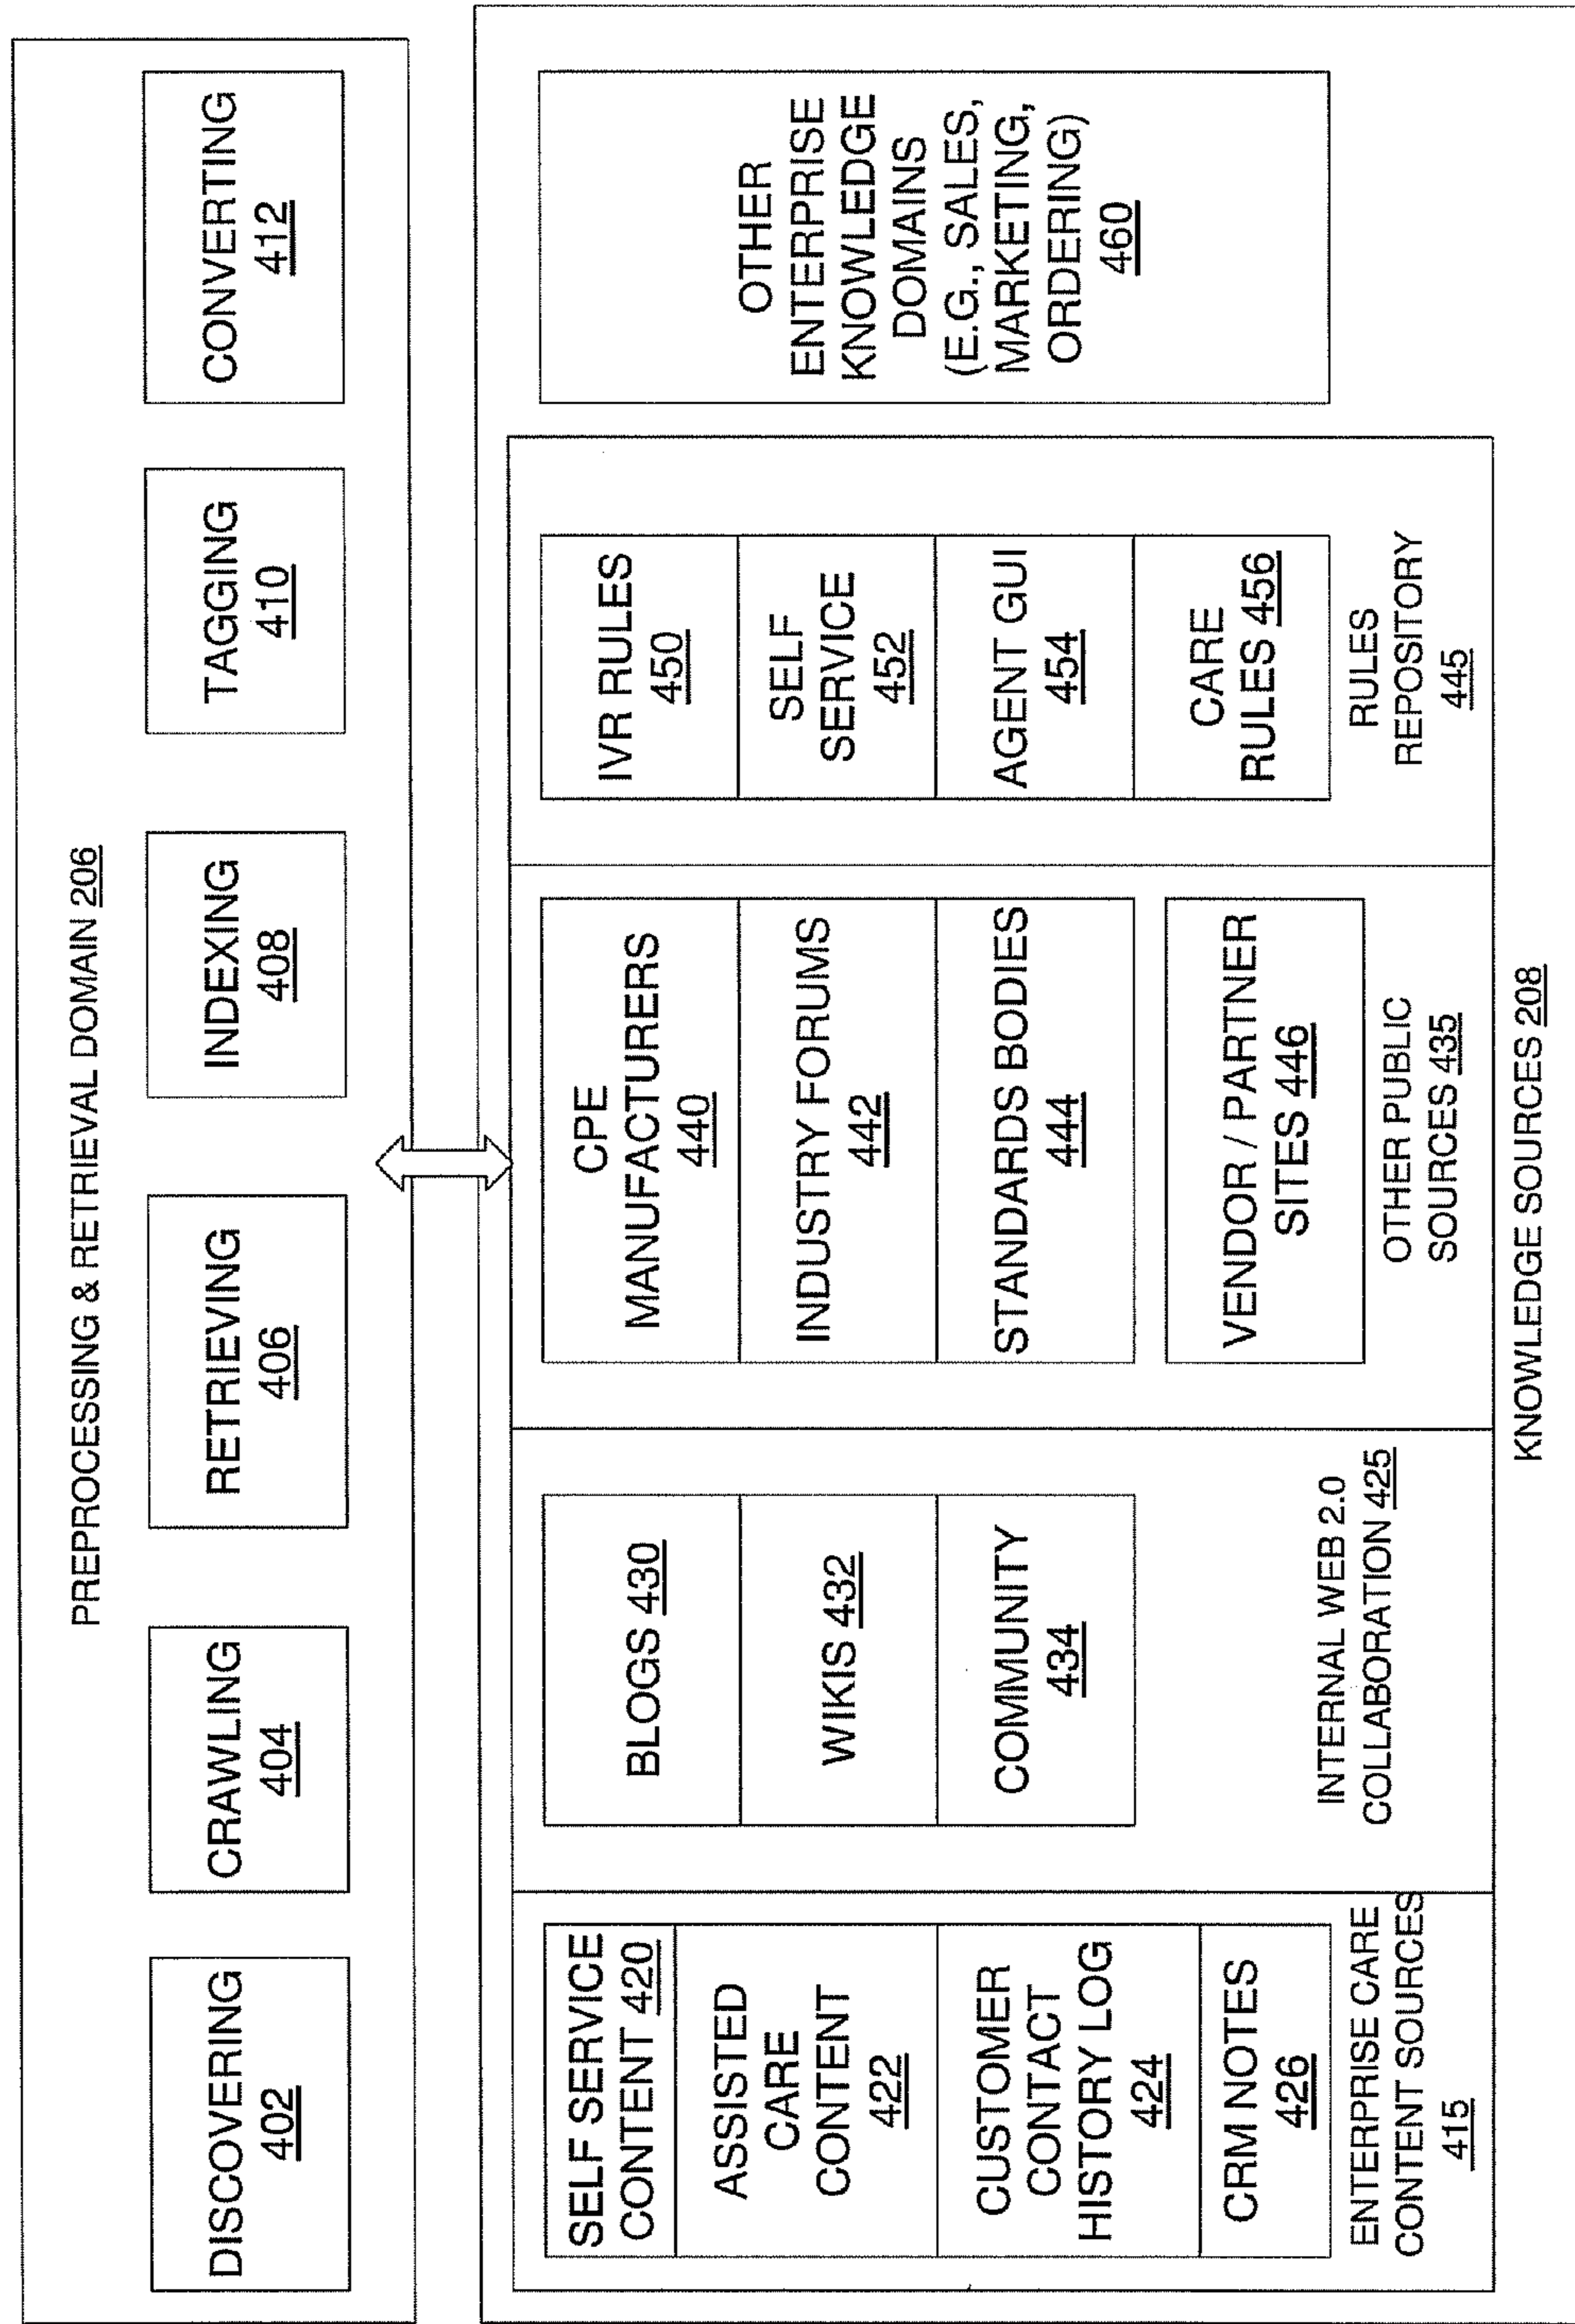 PREPROCESSING & RETRIEVAL DOMAIN 206
DISCOVERING
402
CRAWLING
404
RETRIEVING
406
INDEXING
408
TAGGING
410
CONVERTING
412
SELF SERVICE
CONTENT 420
ASSISTED
CARE
CONTENT
422
CUSTOMER
CONTACT
HISTORY LOG
424
CRM NOTES
426
ENTERPRISE CARE
CONTENT SOURCES
415
BLOGS 430
WIKIS 432
COMMUNITY
434
INTERNAL WEB 2.0
COLLABORATION 425
CPE
MANUFACTURERS
440
INDUSTRY FORUMS
442
STANDARDS BODIES
444
VENDOR / PARTNER
SITES 446
OTHER PUBLIC
SOURCES 435
IVR RULES
450
SELF
SERVICE
452
AGENT GUI
454
CARE
RULES 456
RULES
REPOSITORY
445
OTHER
ENTERPRISE
KNOWLEDGE
DOMAINS
(E.G., SALES,
MARKETING,
ORDERING)
460
KNOWLEDGE SOURCES 208